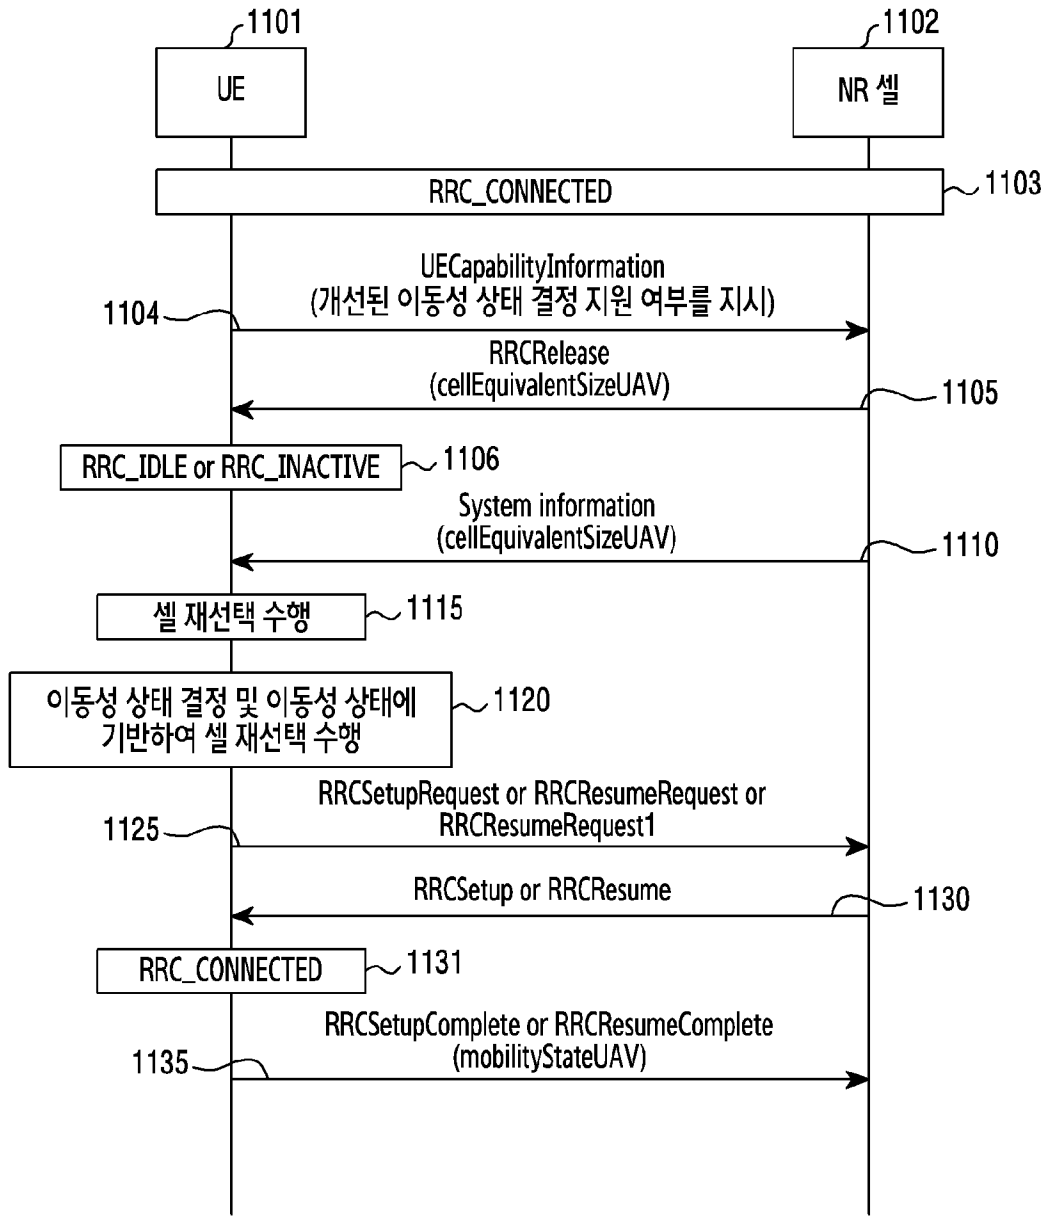 1101
1102
UE
NR 셀
RRC_CONNECTED
1103
UECapabilityInformation
(개선된 이동성 상태 결정 지원 여부를 지시)
1104
RRCRelease
(cellEquivalentSizeUAV)
1105
RRC_IDLE or RRC_INACTIVE
1106
System information
(cellEquivalentSizeUAV)
1110
셀 재선택 수행
1115
이동성 상태 결정 및 이동성 상태에
기반하여 셀 재선택 수행
1120
RRCSetupRequest or RRCResumeRequest or
RRCResumeRequest1
1125
RRCSetup or RRCResume
1130
RRC_CONNECTED
1131
RRCSetupComplete or RRCResumeComplete
(mobilityStateUAV)
1135